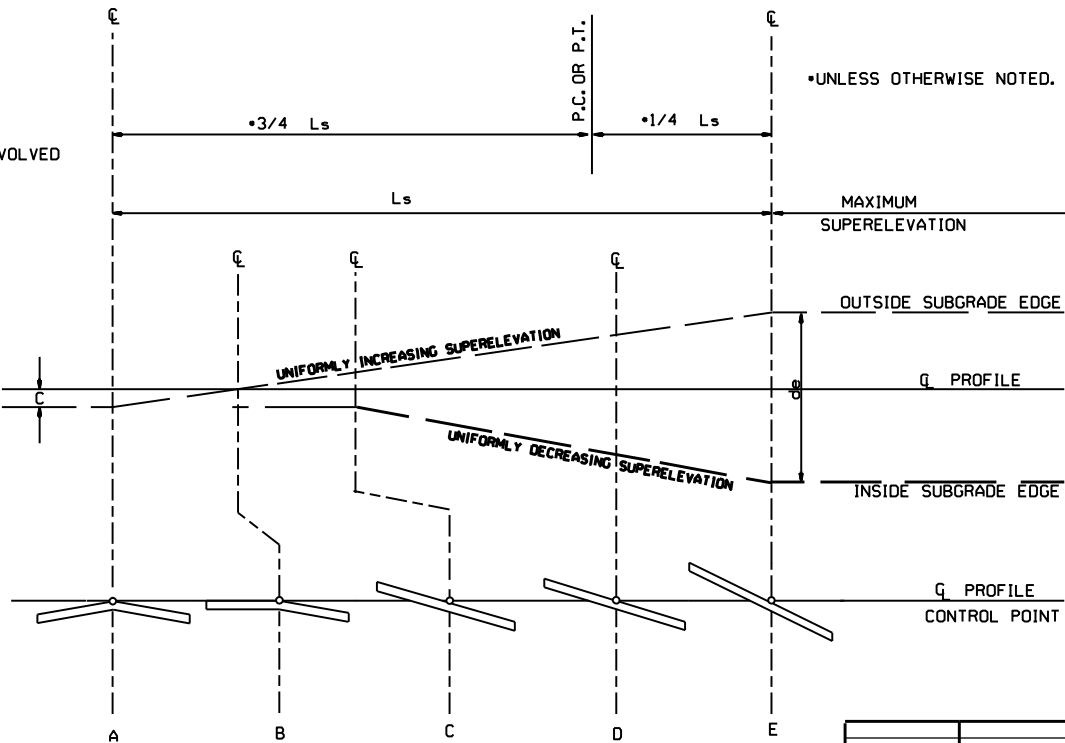 ℄
℄
P.C. OR P.T.
•UNLESS OTHERWISE NOTED.
•3/4 Ls
•1/4 Ls
VOLVED
Ls
MAXIMUM
SUPERELEVATION
℄
℄
℄
OUTSIDE SUBGRADE EDGE
UNIFORMLY INCREASING SUPERELEVATION
℄ PROFILE
C
de
UNIFORMLY DECREASING SUPERELEVATION
INSIDE SUBGRADE EDGE
℄ PROFILE
CONTROL POINT
A
B
C
D
E